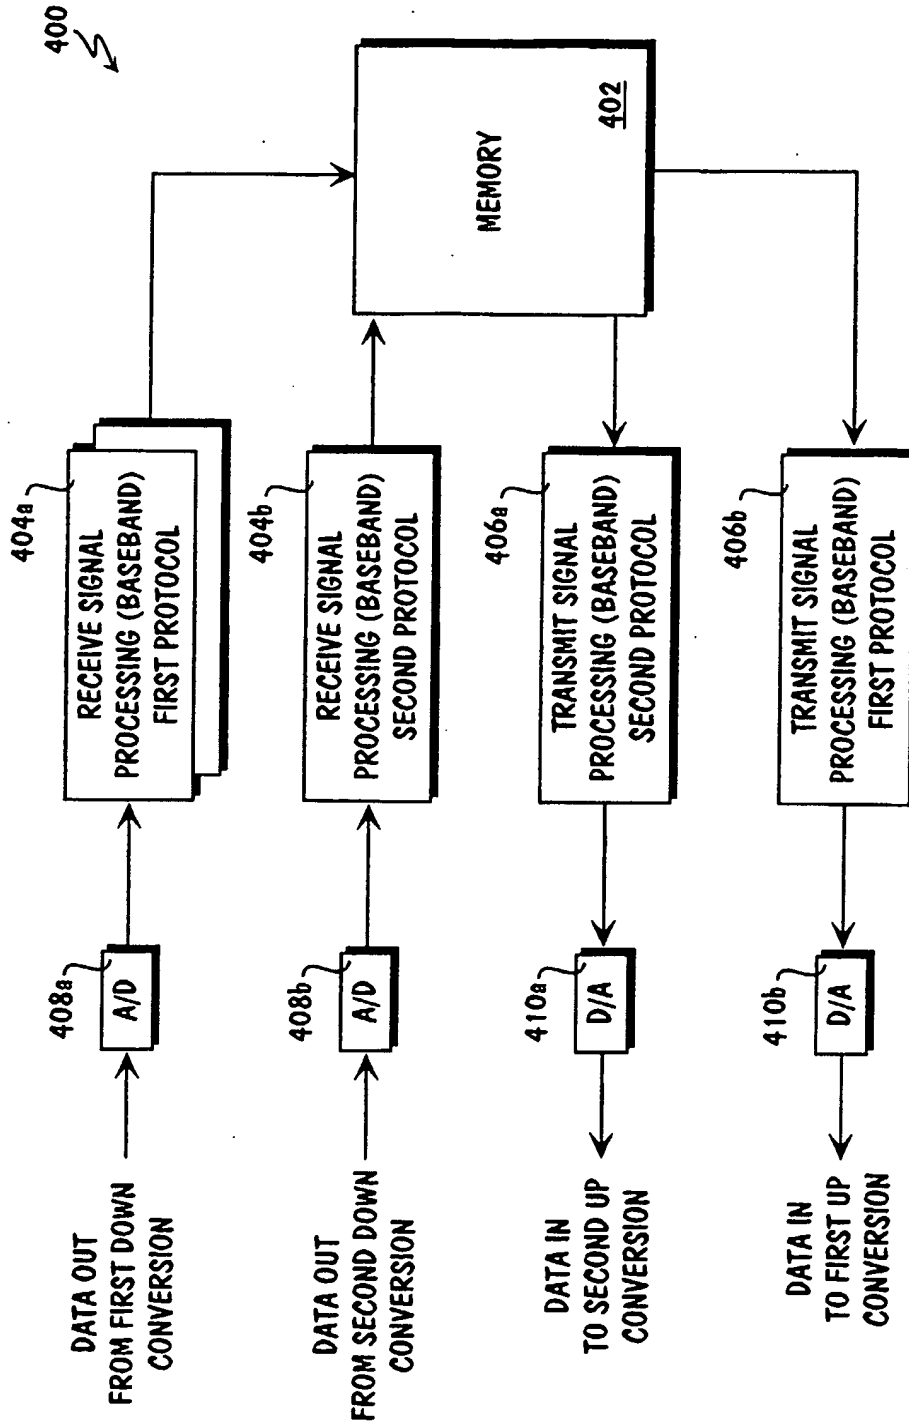 400
MEMORY
402
404a
RECEIVE SIGNAL
PROCESSING (BASEBAND)
FIRST PROTOCOL
408a
A/D
DATA OUT
FROM FIRST DOWN
CONVERSION
404b
RECEIVE SIGNAL
PROCESSING (BASEBAND)
SECOND PROTOCOL
408b
A/D
DATA OUT
FROM SECOND DOWN
CONVERSION
406a
TRANSMIT SIGNAL
PROCESSING (BASEBAND)
SECOND PROTOCOL
410a
D/A
DATA IN
TO SECOND UP
CONVERSION
406b
TRANSMIT SIGNAL
PROCESSING (BASEBAND)
FIRST PROTOCOL
410b
D/A
DATA IN
TO FIRST UP
CONVERSION